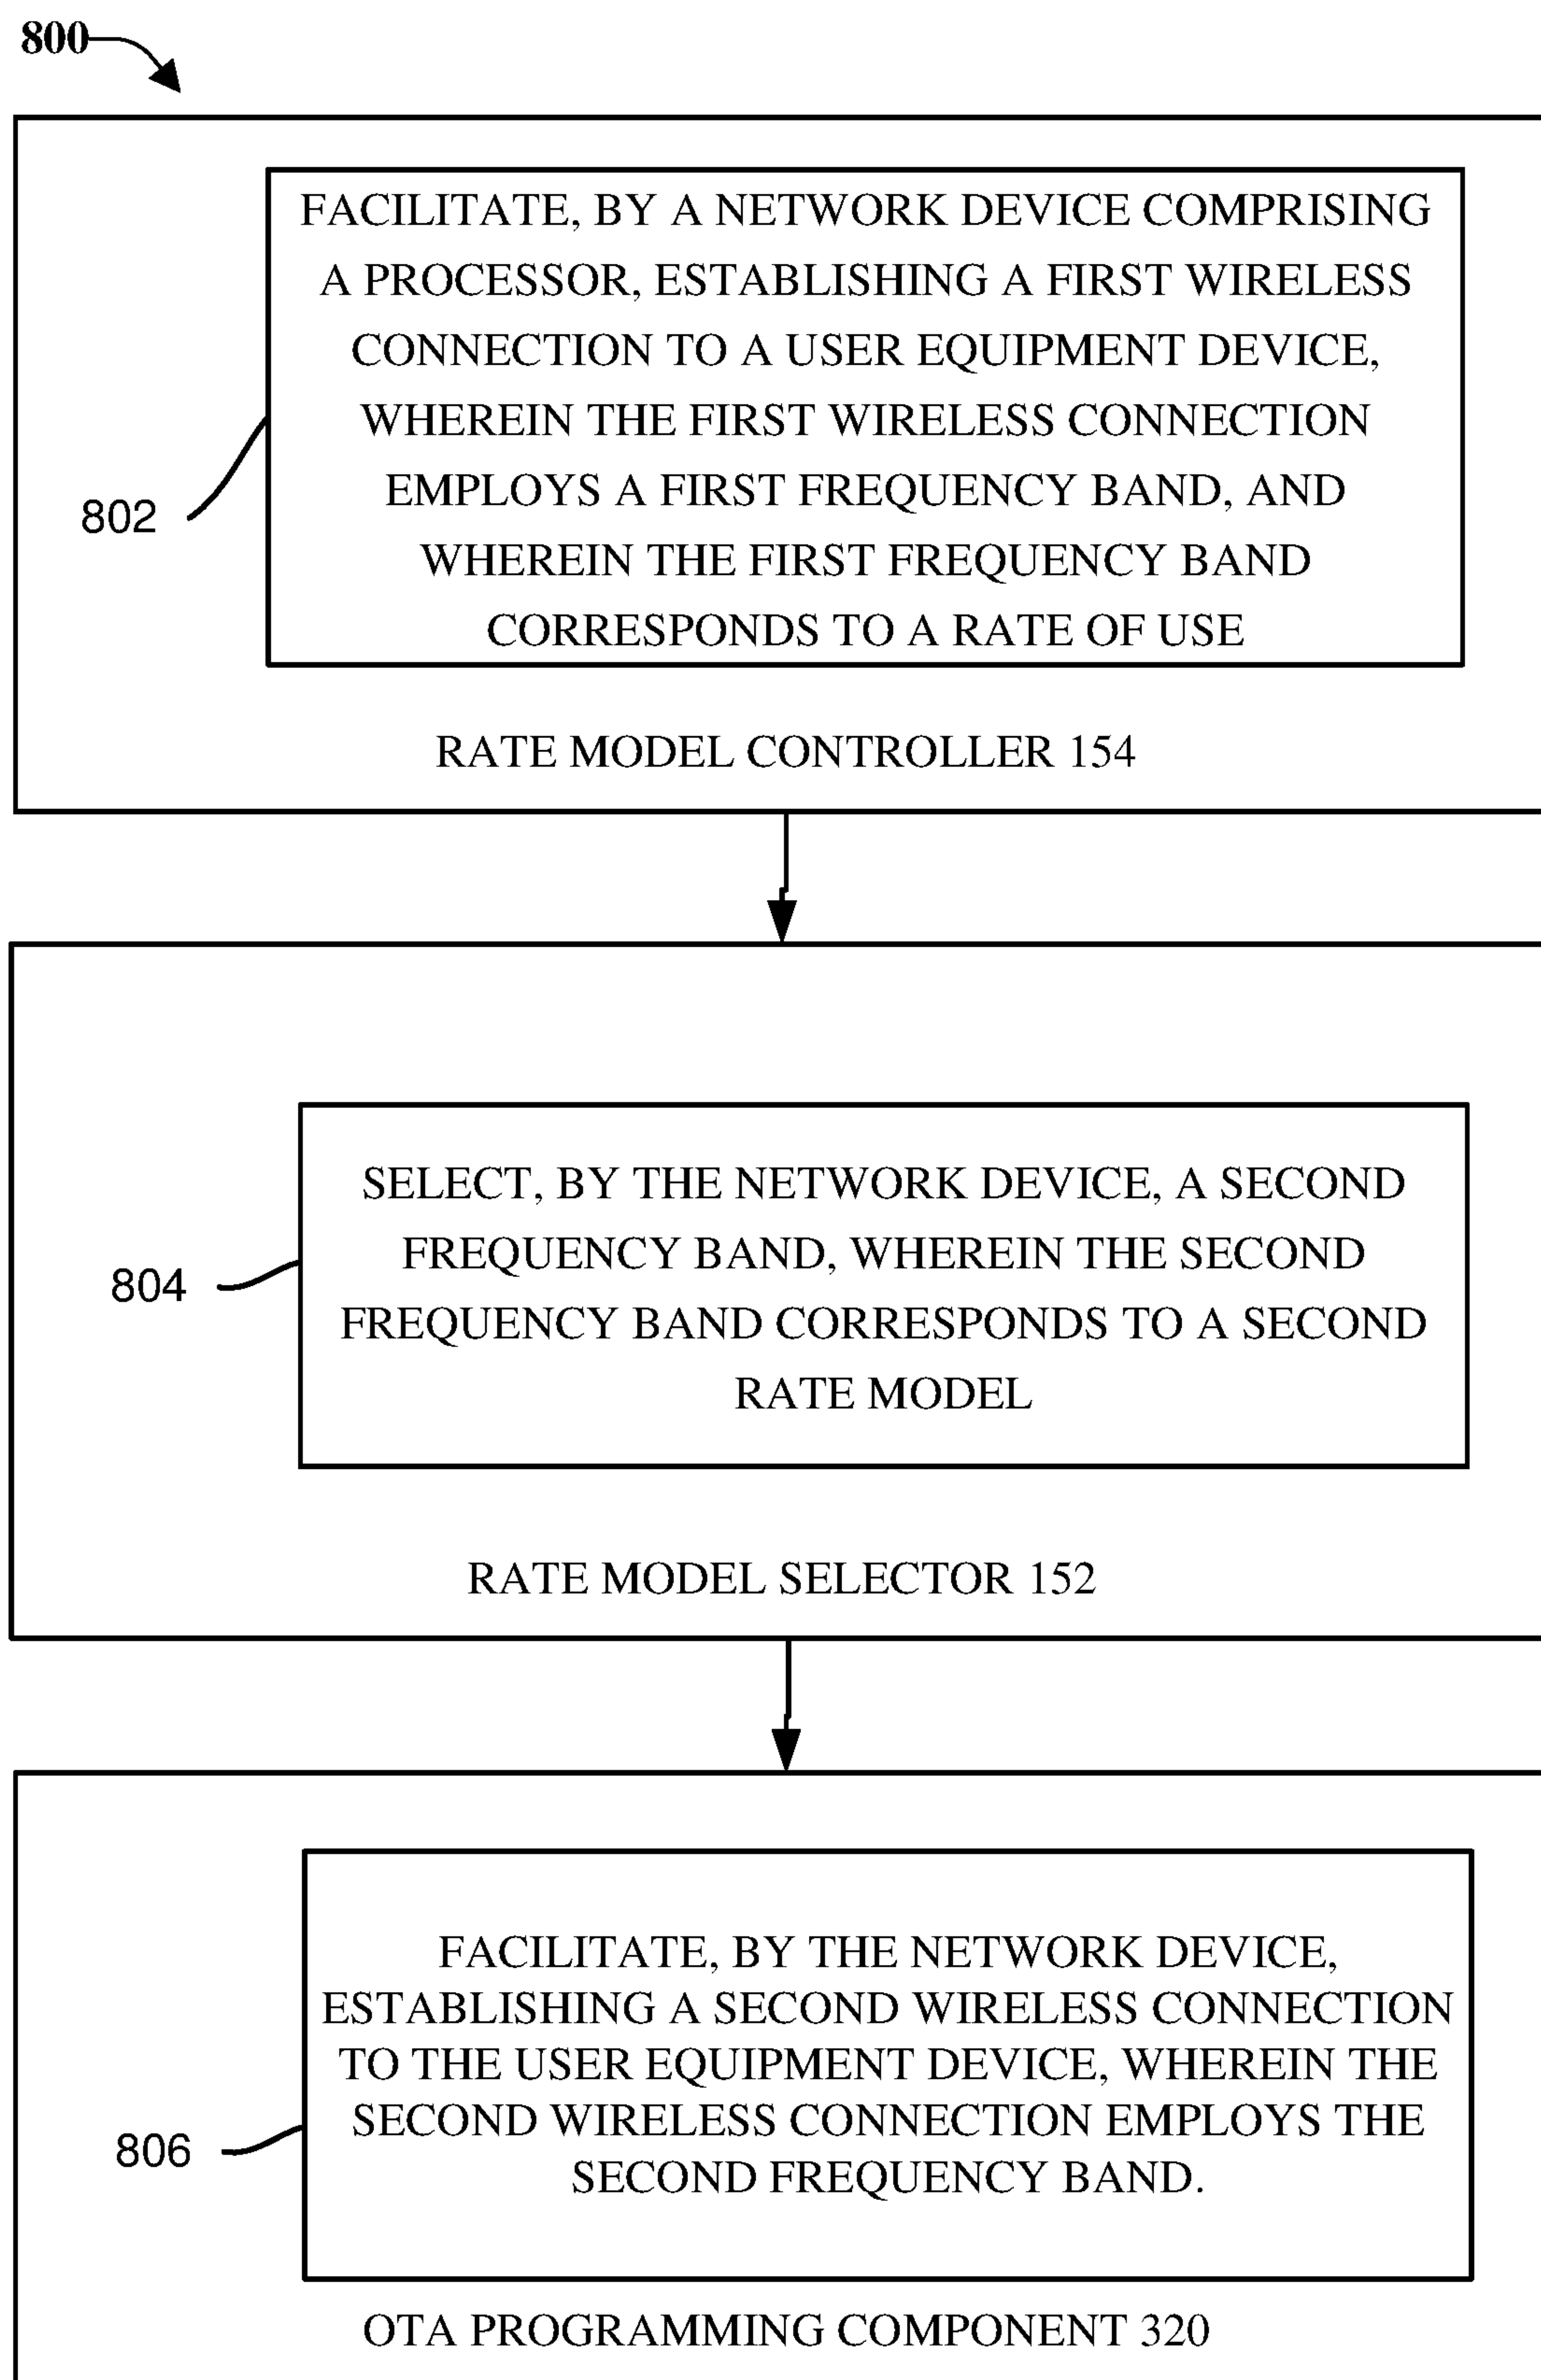 800
FACILITATE, BY A NETWORK DEVICE COMPRISING
A PROCESSOR, ESTABLISHING A FIRST WIRELESS
CONNECTION TO A USER EQUIPMENT DEVICE,
WHEREIN THE FIRST WIRELESS CONNECTION
EMPLOYS A FIRST FREQUENCY BAND, AND
WHEREIN THE FIRST FREQUENCY BAND
CORRESPONDS TO A RATE OF USE
802
RATE MODEL CONTROLLER 154
SELECT, BY THE NETWORK DEVICE, A SECOND
FREQUENCY BAND, WHEREIN THE SECOND
FREQUENCY BAND CORRESPONDS TO A SECOND
RATE MODEL
804
RATE MODEL SELECTOR 152
FACILITATE, BY THE NETWORK DEVICE,
ESTABLISHING A SECOND WIRELESS CONNECTION
TO THE USER EQUIPMENT DEVICE, WHEREIN THE
SECOND WIRELESS CONNECTION EMPLOYS THE
SECOND FREQUENCY BAND.
806
OTA PROGRAMMING COMPONENT 320